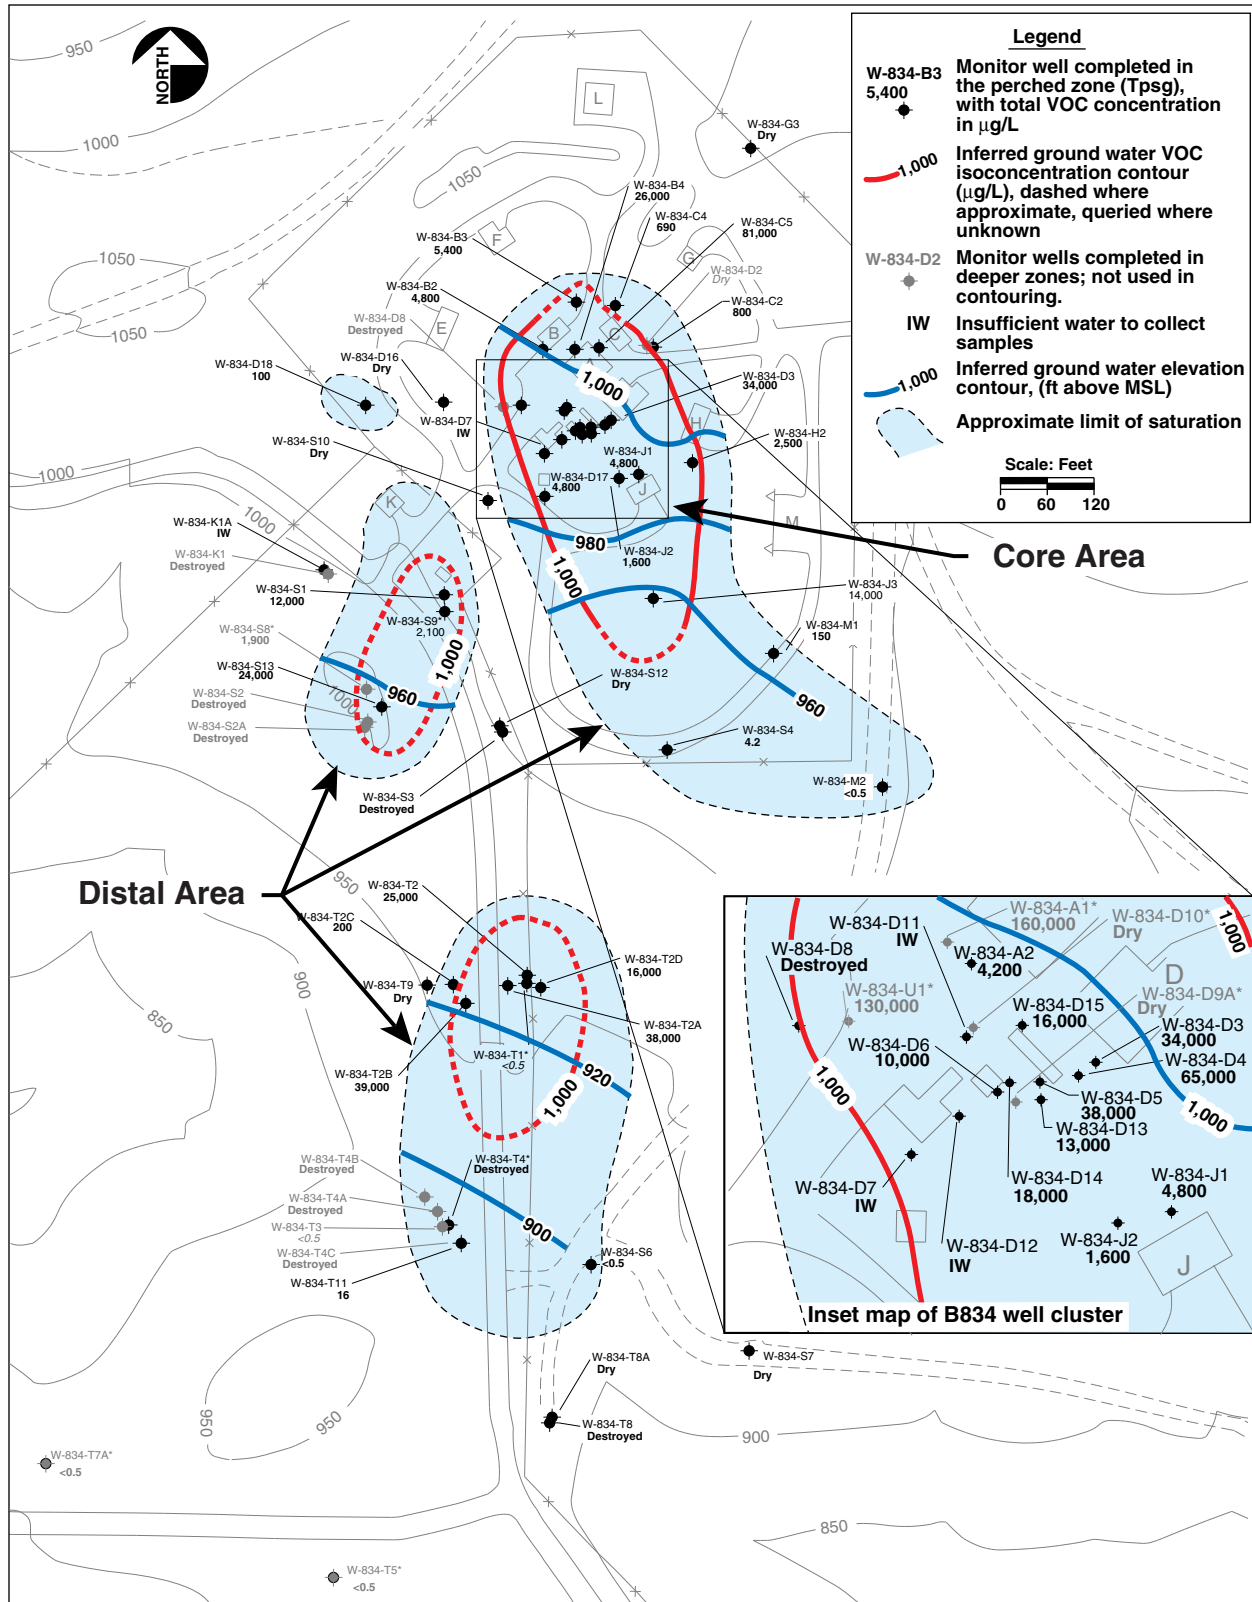 950
NORTH
1000
1050
1050
1050
L
W-834-G3
Dry
W-834-B4
26,000
W-834-C4
690
W-834-C5
81,000
W-834-B3
5,400
F
G
W-834-D2
Dry
W-834-B2
4,800
W-834-C2
800
W-834-D8
Destroyed
E
B
C
A
W-834-D16
Dry
W-834-D18
100
1,000
W-834-D3
34,000
W-834-D7
IW
H
W-834-S10
Dry
W-834-H2
2,500
W-834-J1
4,800
W-834-D17
4,800
J
1000
K
M
1000
W-834-K1A
IW
W-834-K1
Destroyed
980
W-834-J2
1,600
Core Area
1,000
W-834-S1
12,000
W-834-J3
14,000
W-834-S9*
2,100
W-834-S8*
1,900
W-834-M1
150
1,000
W-834-S13
24,000
W-834-S12
Dry
960
1000
W-834-S2
Destroyed
W-834-S2A
Destroyed
960
W-834-S4
4.2
W-834-M2
<0.5
W-834-S3
Destroyed
Distal Area
950
W-834-T2
25,000
W-834-T2C
200
W-834-T2D
16,000
W-834-T9
Dry
900
850
W-834-T2A
38,000
W-834-T1*
<0.5
W-834-T2B
39,000
920
1,000
W-834-T4B
Destroyed
W-834-T4*
Destroyed
W-834-T4A
Destroyed
W-834-T3
<0.5
W-834-T4C
Destroyed
900
W-834-T11
16
W-834-S6
<0.5
W-834-T8A
Dry
W-834-S7
Dry
W-834-T8
Destroyed
950
950
900
W-834-T7A*
<0.5
850
W-834-T5*
<0.5
Legend
W-834-B3
5,400
Monitor well completed in
the perched zone (Tpsg),
with total VOC concentration
in µg/L
1,000
Inferred ground water VOC
isoconcentration contour
(µg/L), dashed where
approximate, queried where
unknown
W-834-D2
Monitor wells completed in
deeper zones; not used in
contouring.
IW
Insufficient water to collect
samples
1,000
Inferred ground water elevation
contour, (ft above MSL)
Approximate limit of saturation
Scale: Feet
0 60 120
W-834-D11
IW
W-834-A1*
160,000
W-834-D10*
Dry
1,000
W-834-D8
Destroyed
W-834-A2
4,200
D
W-834-U1*
130,000
W-834-D9A*
Dry
W-834-D15
16,000
W-834-D3
34,000
W-834-D6
10,000
W-834-D4
65,000
1,000
W-834-D5
38,000
1,000
W-834-D13
13,000
W-834-D7
IW
W-834-D14
18,000
W-834-J1
4,800
W-834-D12
IW
W-834-J2
1,600
J
Inset map of B834 well cluster